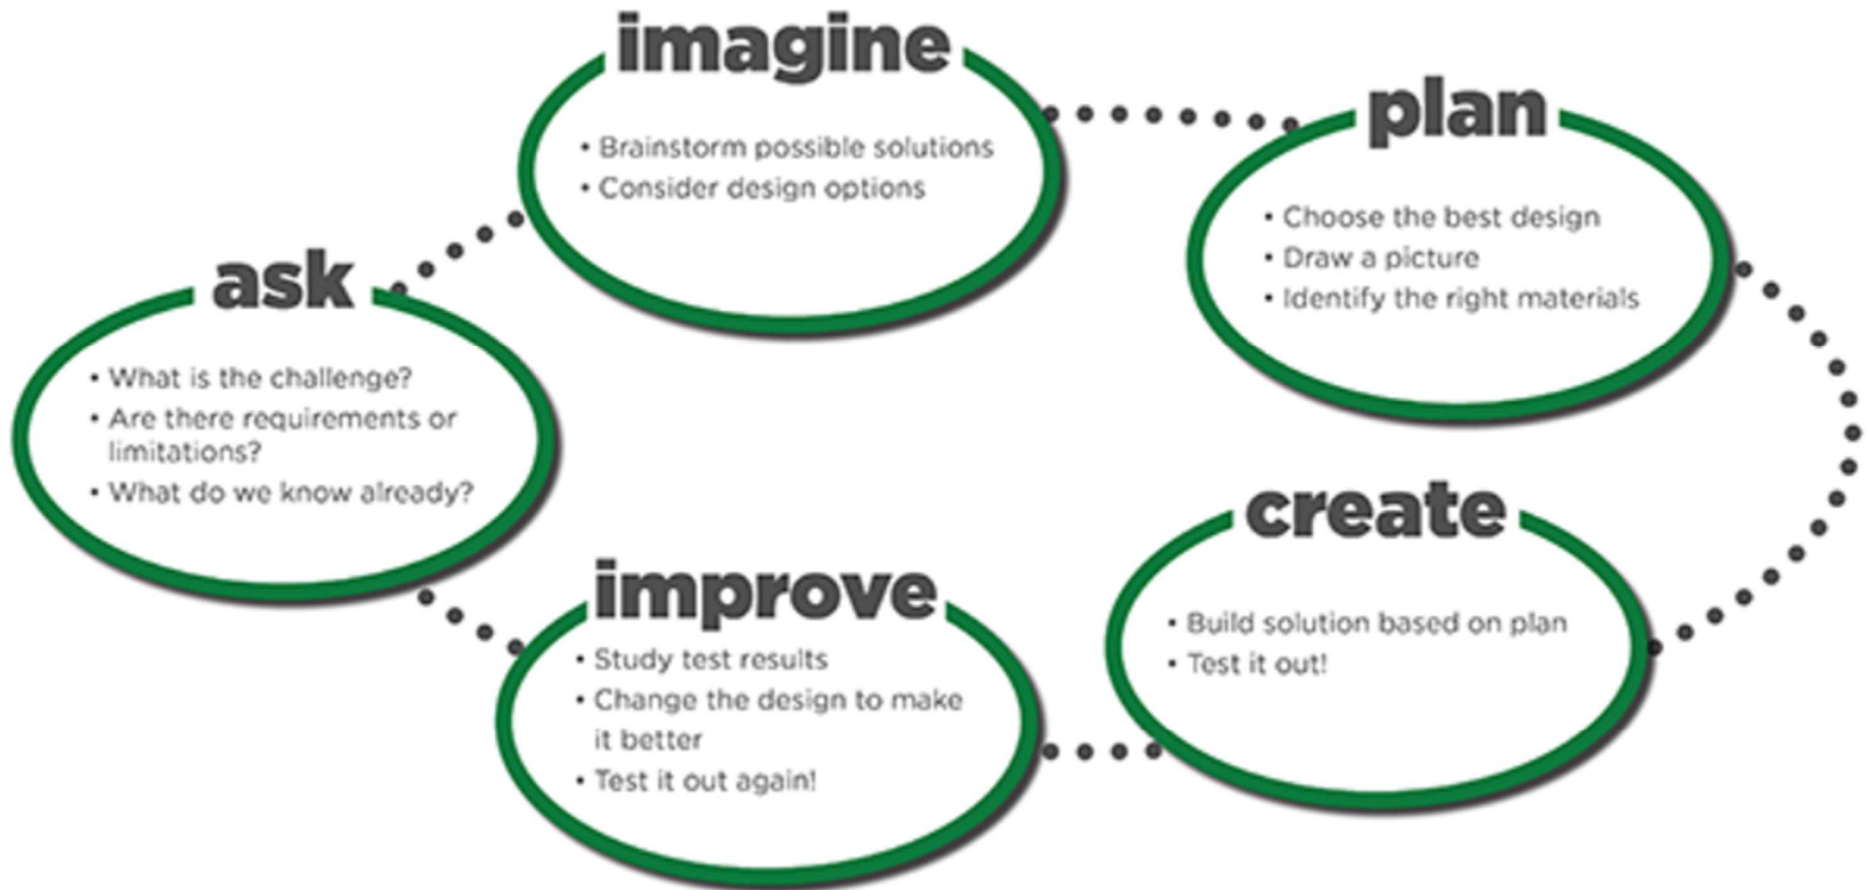 ask
• What is the challenge?
• Are there requirements or
limitations?
• What do we know already?
imagine
• Brainstorm possible solutions
• Consider design options
plan
• Choose the best design
• Draw a picture
• Identify the right materials
create
• Build solution based on plan
• Test it out!
improve
• Study test results
• Change the design to make
it better
• Test it out again!